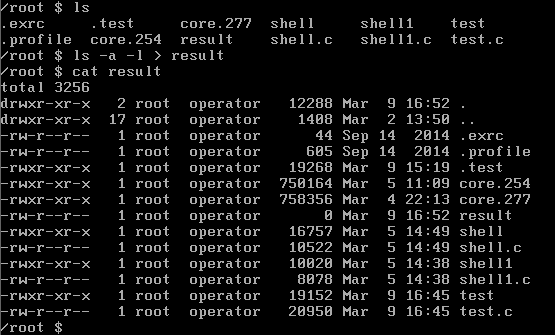 /root $ ls
.exrc     .test     core.277  shell     shell1    test
.profile  core.254  result    shell.c   shell1.c  test.c
/root $ ls -a -l > result
/root $ cat result
total 3256
drwxr-xr-x   2 root   operator    12288 Mar  9 16:52 .
drwxr-xr-x  17 root   operator     1408 Mar  2 13:50 ..
-rw-r--r--   1 root   operator       44 Sep 14  2014 .exrc
-rw-r--r--   1 root   operator      605 Sep 14  2014 .profile
-rwxr-xr-x   1 root   operator    19268 Mar  9 15:19 .test
-rw-r--r--   1 root   operator   750164 Mar  5 11:09 core.254
-rw-r--r--   1 root   operator   758356 Mar  4 22:13 core.277
-rw-r--r--   1 root   operator        0 Mar  9 16:52 result
-rwxr-xr-x   1 root   operator    16757 Mar  5 14:49 shell
-rw-r--r--   1 root   operator    10522 Mar  5 14:49 shell.c
-rwxr-xr-x   1 root   operator    10020 Mar  5 14:38 shell1
-rw-r--r--   1 root   operator     8078 Mar  5 14:38 shell1.c
-rwxr-xr-x   1 root   operator    19152 Mar  9 16:45 test
-rw-r--r--   1 root   operator    20950 Mar  9 16:45 test.c
/root $